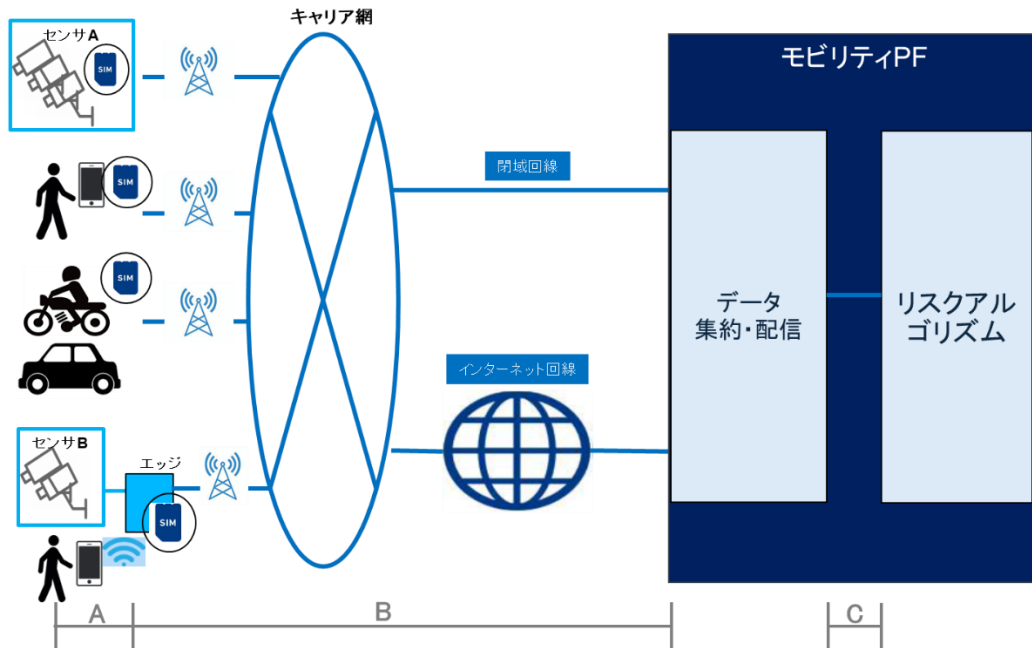 キャリア網
センサA
SIM
モビリティPF
SIM
閉域回線
SIM
データ
集約・配信
リスクアル
ゴリズム
インターネット回線
センサB
エッジ
SIM
A
B
C